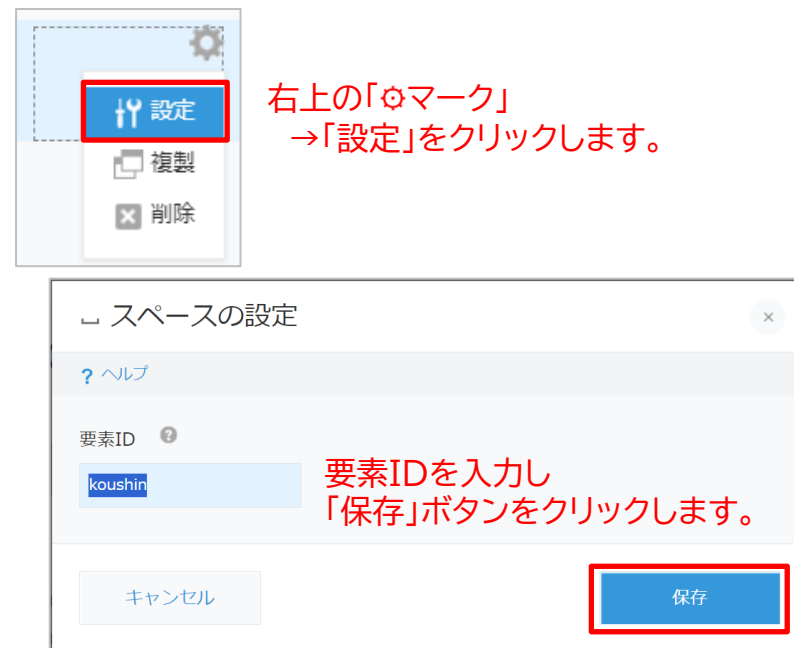 設定
複製
削除
右上の「⚙マーク」
→「設定」をクリックします。
スペースの設定
×
? ヘルプ
要素ID ?
koushin
要素IDを入力し
「保存」ボタンをクリックします。
キャンセル
保存